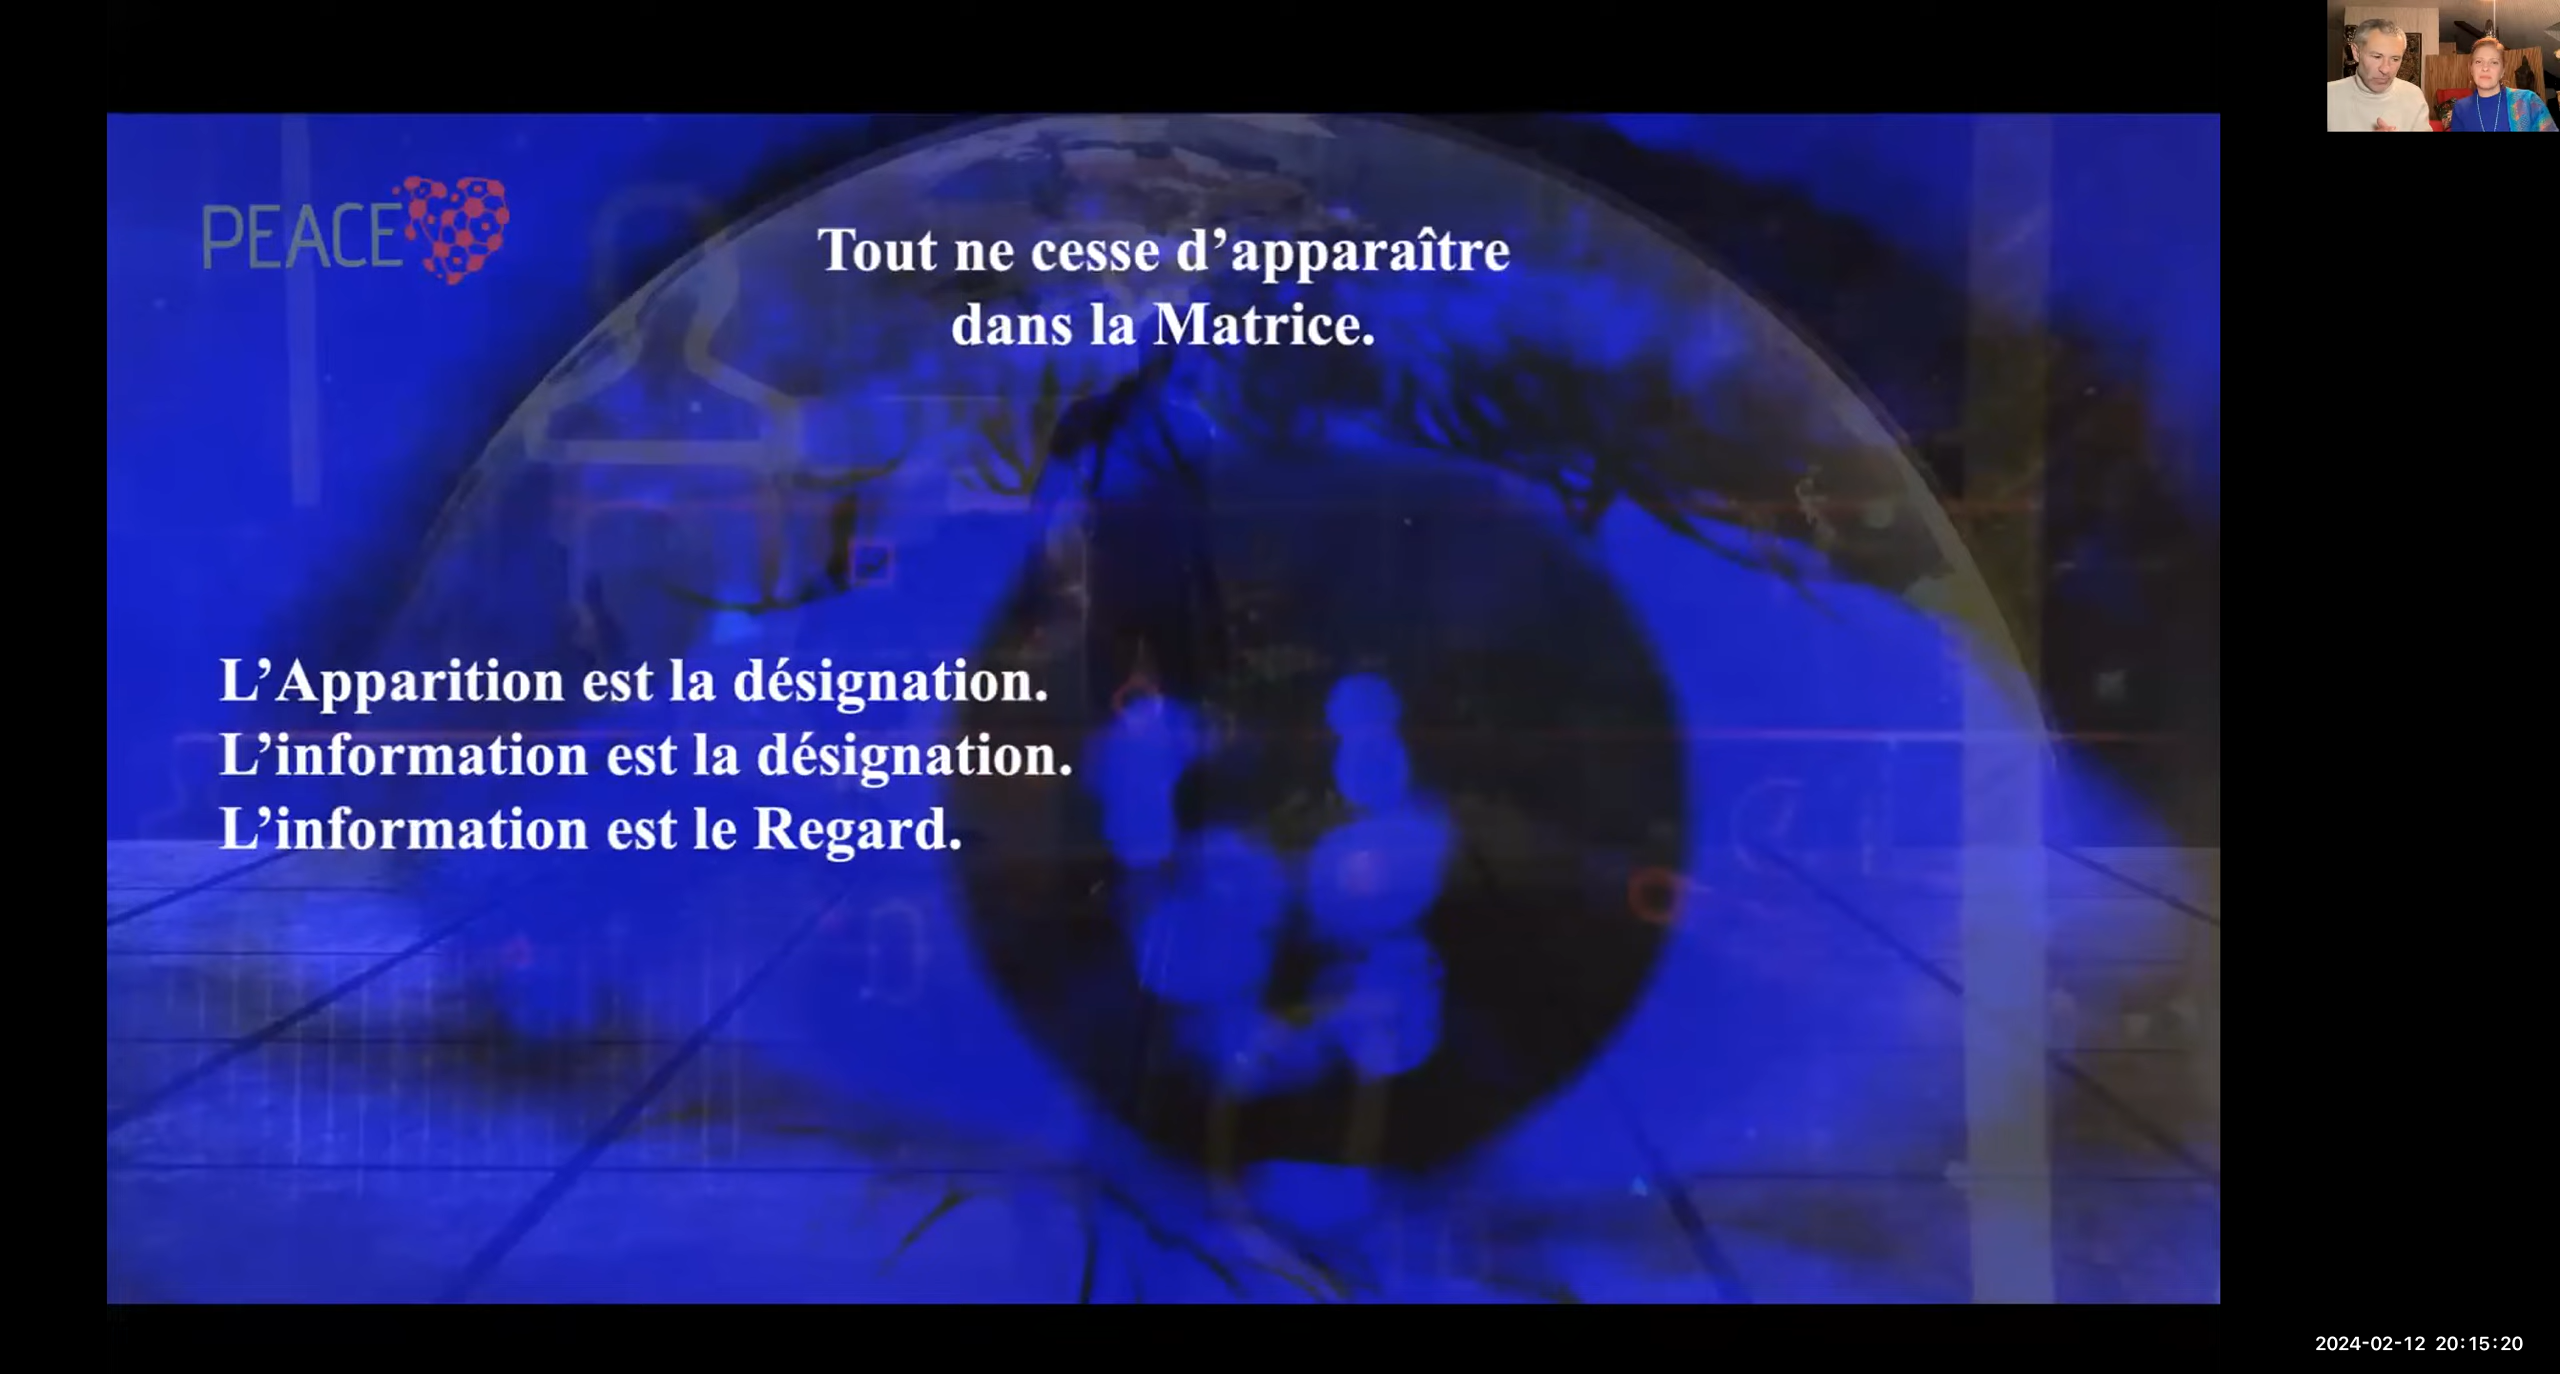 PEACE
Tout ne cesse d’apparaître
dans la Matrice.
L’Apparition est la désignation.
L’information est la désignation.
L’information est le Regard.
2024-02-12 20:15:20